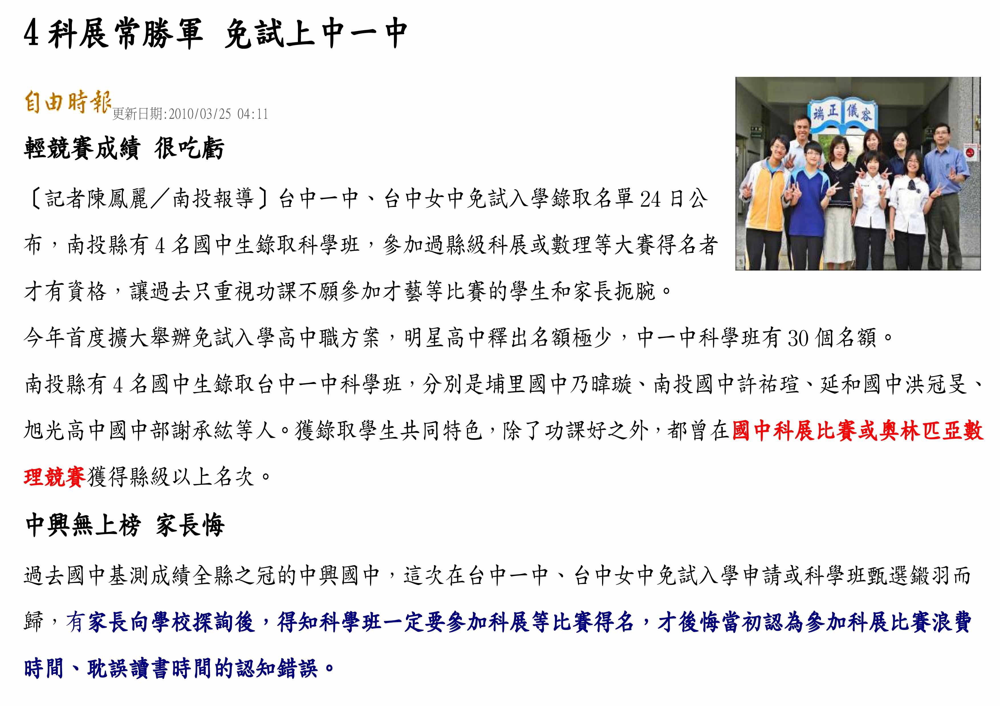 4 科展常勝軍 免試上中一中
自由時報更新日期:2010/03/25 04:11
端正儀容
輕競賽成績 很吃虧
〔記者陳鳳麗／南投報導〕台中一中、台中女中免試入學錄取名單 24 日公
布，南投縣有 4 名國中生錄取科學班，參加過縣級科展或數理等大賽得名者
才有資格，讓過去只重視功課不願參加才藝等比賽的學生和家長扼腕。
今年首度擴大舉辦免試入學高中職方案，明星高中釋出名額極少，中一中科學班有 30 個名額。
南投縣有 4 名國中生錄取台中一中科學班，分別是埔里國中乃暐璇、南投國中許祐瑄、延和國中洪冠旻、
旭光高中國中部謝承紘等人。獲錄取學生共同特色，除了功課好之外，都曾在國中科展比賽或奧林匹亞數
理競賽獲得縣級以上名次。
中興無上榜 家長悔
過去國中基測成績全縣之冠的中興國中，這次在台中一中、台中女中免試入學申請或科學班甄選鎩羽而
歸，有家長向學校探詢後，得知科學班一定要參加科展等比賽得名，才後悔當初認為參加科展比賽浪費
時間、耽誤讀書時間的認知錯誤。